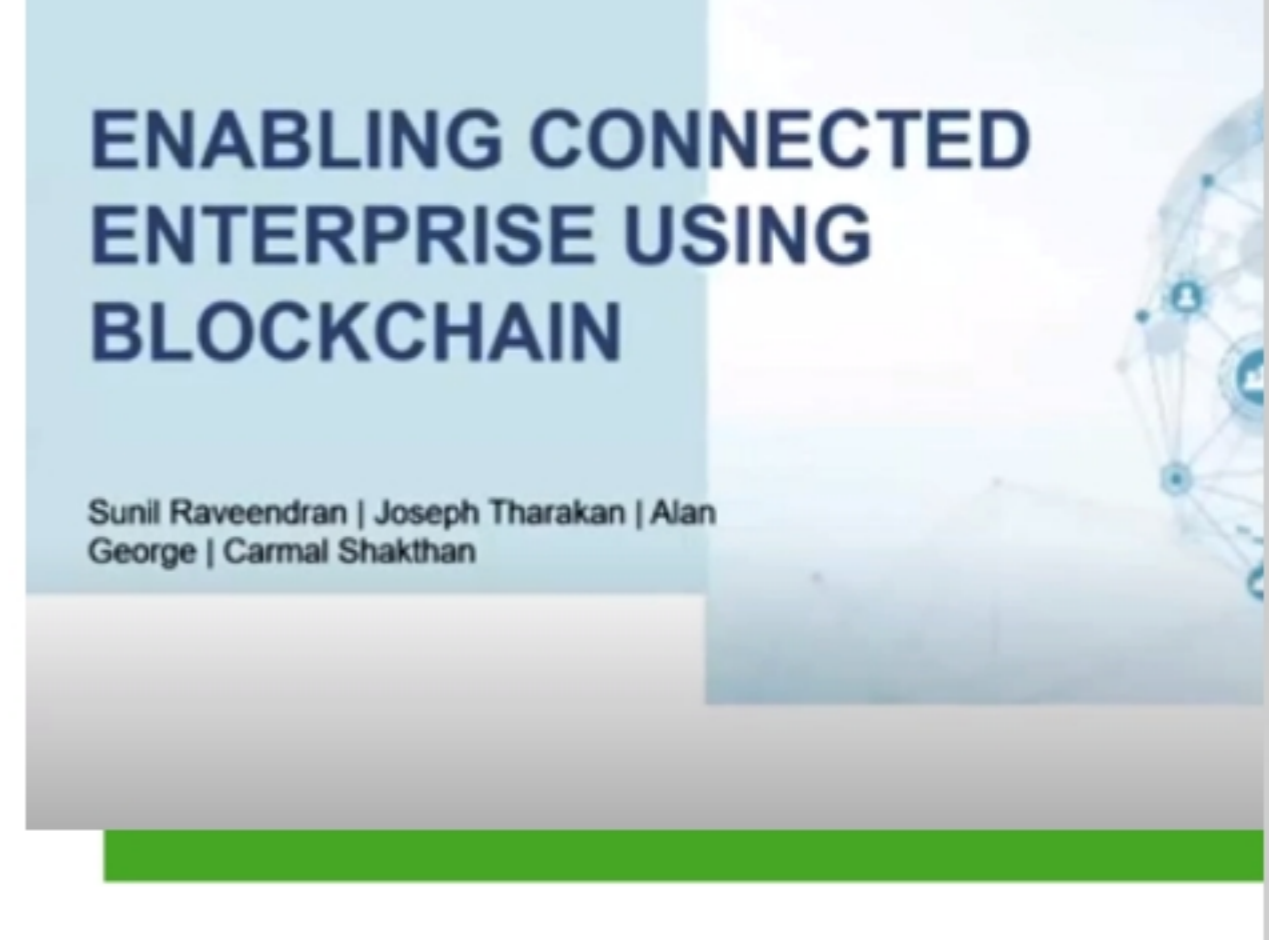 ENABLING CONNECTED
ENTERPRISE USING
BLOCKCHAIN
Sunil Raveendran | Joseph Tharakan | Alan
George | Carmal Shakthan